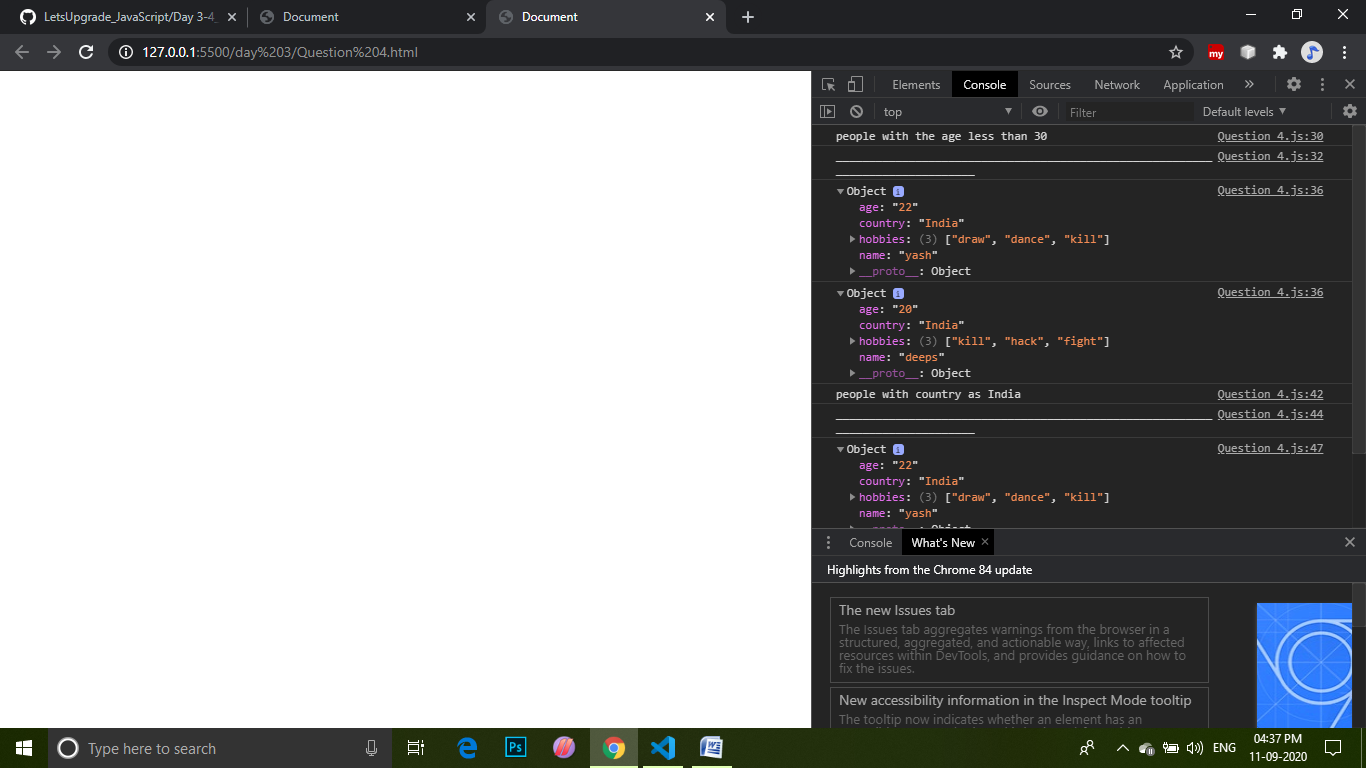 LetsUpgrade_JavaScript/Day 3-4_
Document
Document
127.0.0.1:5500/day%203/Question%204.html
my
Elements Console Sources Network Application »
top Filter Default levels
people with the age less than 30 Question 4.js:30
Question 4.js:32
Object i Question 4.js:36
age: "22"
country: "India"
hobbies: (3) ["draw", "dance", "kill"]
name: "yash"
__proto__: Object
Object i Question 4.js:36
age: "20"
country: "India"
hobbies: (3) ["kill", "hack", "fight"]
name: "deeps"
__proto__: Object
people with country as India Question 4.js:42
Question 4.js:44
Object i Question 4.js:47
age: "22"
country: "India"
hobbies: (3) ["draw", "dance", "kill"]
name: "yash"
__proto__: Object
Console What's New
Highlights from the Chrome 84 update
The new Issues tab
The Issues tab aggregates warnings from the browser in a
structured, aggregated, and actionable way, links to affected
resources within DevTools, and provides guidance on how to
fix the issues.
New accessibility information in the Inspect Mode tooltip
The tooltip now indicates whether an element has an
Type here to search
Ps
ENG
04:37 PM
11-09-2020